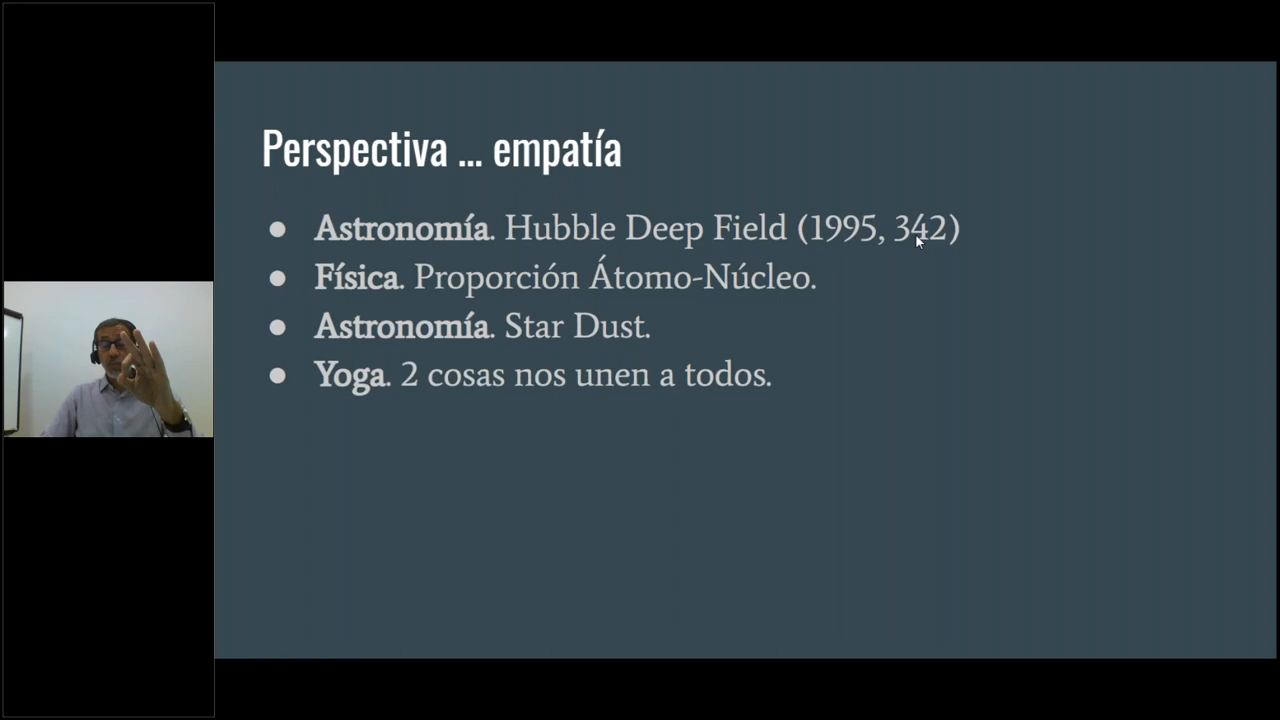 Perspectiva ... empatía
● Astronomía. Hubble Deep Field (1995, 342)
● Física. Proporción Átomo-Núcleo.
● Astronomía. Star Dust.
● Yoga. 2 cosas nos unen a todos.